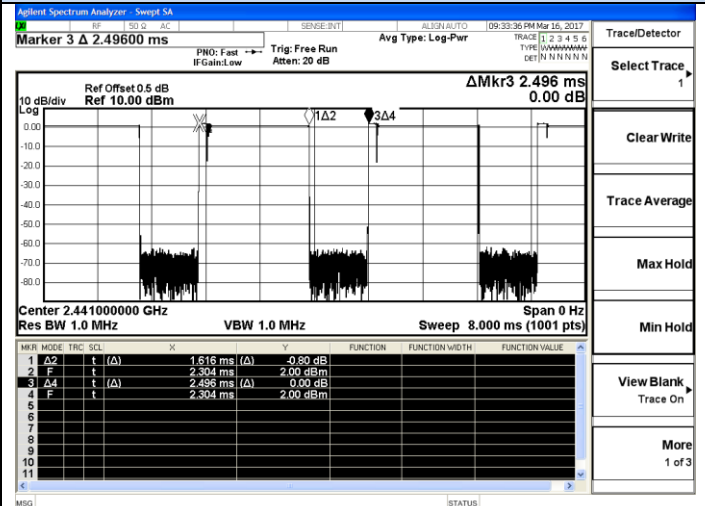 Agilent Spectrum Analyzer - Swept SA
RF 50 Ω AC SENSE:INT ALIGN AUTO 09:33:36 PM Mar 16, 2017
Marker 3 Δ 2.49600 ms
PNO: Fast
IFGain:Low
Trig: Free Run
Atten: 20 dB
Avg Type: Log-Pwr
TRACE 1 2 3 4 5 6
TYPE WWWWWW
DET N N N N N N
Ref Offset 0.5 dB
10 dB/div Ref 10.00 dBm
Log
ΔMkr3 2.496 ms
0.00 dB
1Δ2
3Δ4
0.00
-10.0
-20.0
-30.0
-40.0
-50.0
-60.0
-70.0
-80.0
Center 2.441000000 GHz Span 0 Hz
Res BW 1.0 MHz VBW 1.0 MHz Sweep 8.000 ms (1001 pts)
MKR MODE TRC SCL X Y FUNCTION FUNCTION WIDTH FUNCTION VALUE
1 Δ2 t (Δ) 1.616 ms (Δ) -0.80 dB
2 F t 2.304 ms 2.00 dBm
3 Δ4 t (Δ) 2.496 ms (Δ) 0.00 dB
4 F t 2.304 ms 2.00 dBm
5
6
7
8
9
10
11
MSG STATUS
Trace/Detector
Select Trace
1
Clear Write
Trace Average
Max Hold
Min Hold
View Blank
Trace On
More
1 of 3